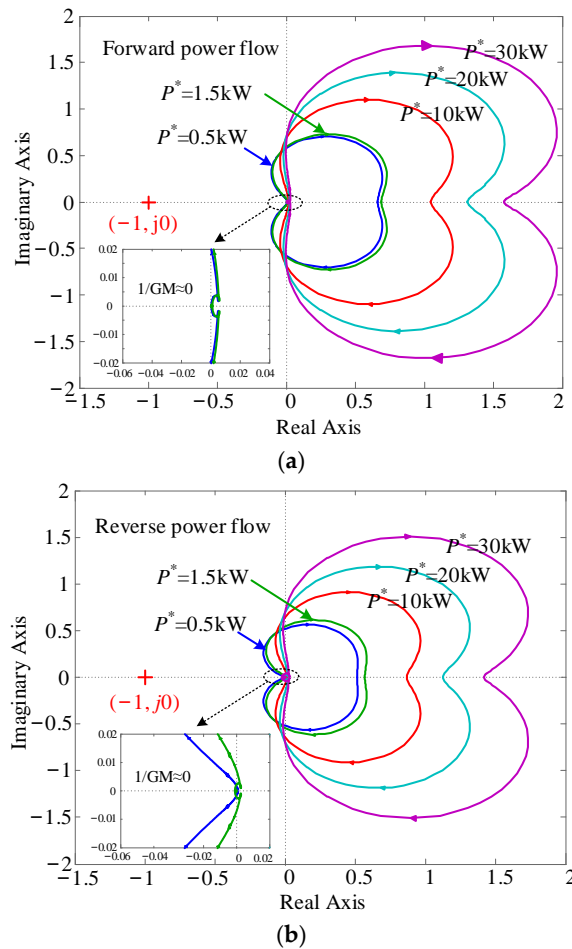 2
Forward power flow
P*=30kW
1.5
P*=20kW
P*=1.5kW
1
P*=10kW
P*=0.5kW
0.5
Imaginary Axis
0
(−1, j0)
0.02
−0.5
0.01
1/GM≈0
0
−1
−0.01
−1.5
−0.02
−0.06 −0.04 −0.02 0 0.02 0.04
−2
−1.5 −1 −0.5 0 0.5 1 1.5 2
Real Axis
(a)
2
Reverse power flow
1.5
P*=30kW
P*=1.5kW
P*=20kW
1
P*=10kW
P*=0.5kW
0.5
Imaginary Axis
0
(−1, j0)
−0.5
0.02
0.01
−1
1/GM≈0
0
−0.01
−1.5
−0.02
−0.06 −0.04 −0.02 0 0.02
−2
−1.5 −1 −0.5 0 0.5 1 1.5 2
Real Axis
(b)